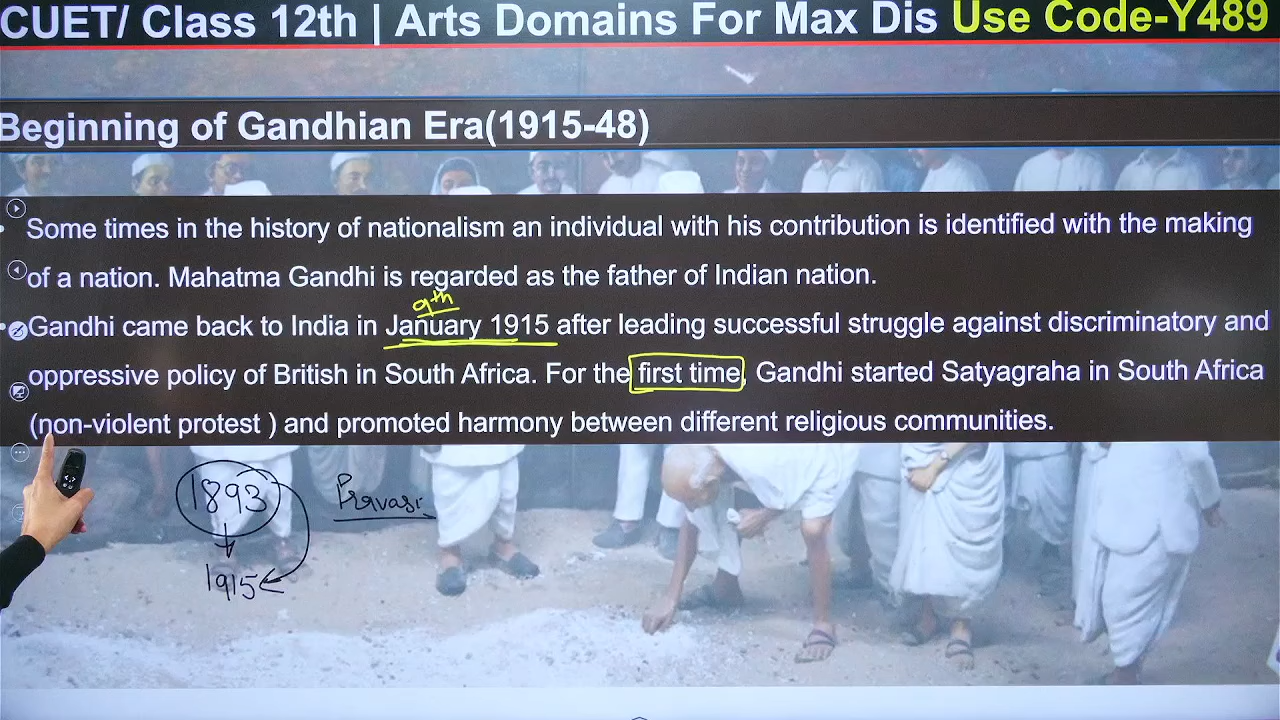 CUET/ Class 12th | Arts Domains For Max Dis Use Code-Y489
Beginning of Gandhian Era(1915-48)
Some times in the history of nationalism an individual with his contribution is identified with the making
of a nation. Mahatma Gandhi is regarded as the father of Indian nation.
9th
Gandhi came back to India in January 1915 after leading successful struggle against discriminatory and
oppressive policy of British in South Africa. For the first time, Gandhi started Satyagraha in South Africa
(non-violent protest ) and promoted harmony between different religious communities.
1893 Pravasi
1915